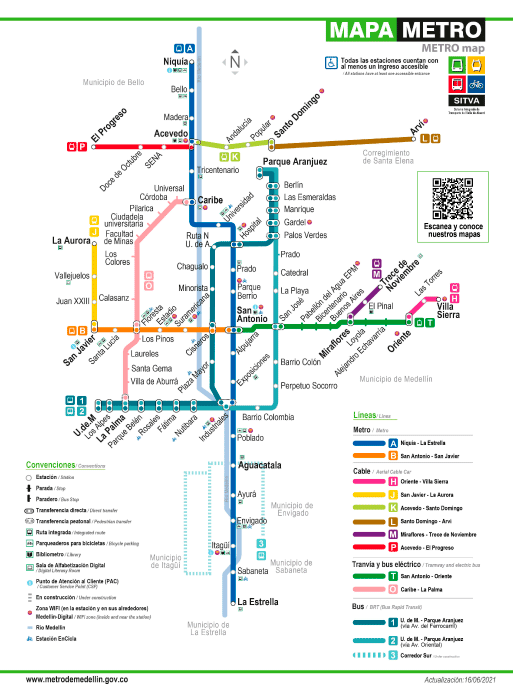 MAPA METRO
METRO map
Todas las estaciones cuentan con
al menos un ingreso accesible
/ All stations have at least one accessible entrance
SITVA
Escanea y conoce
nuestros mapas
A
Niquía
Municipio de Bello
Bello
Madera
Acevedo
P
El Progreso
Doce de Octubre
SENA
Andalucía
Popular
Santo Domingo
K
Arví
L
Corregimiento
de Santa Elena
Tricentenario
Parque Aranjuez
Universal
Córdoba
Caribe
Pilarica
Ciudadela
universitaria
Facultad
de Minas
Los
Colores
Berlín
Las Esmeraldas
Manrique
Gardel
Palos Verdes
Universidad
Hospital
Ruta N
U. de A.
J
La Aurora
Vallejuelos
Juan XXIII
Calasanz
O
Chagualo
Minorista
Prado
Parque
Berrío
Prado
Catedral
La Playa
San José
Pabellón del Agua EPM
Bicentenario
Buenos Aires
M
Trece de
Noviembre
El Pinal
Las Torres
H
Villa
Sierra
Floresta
Estadio
Suramericana
San
Antonio
B
San Javier
Santa Lucía
Los Pinos
Cisneros
Alpujarra
Miraflores
Loyola
Alejandro Echavarría
Oriente
T
Laureles
Santa Gema
Villa de Aburrá
Plaza Mayor
Exposiciones
Barrio Colón
Perpetuo Socorro
Municipio de Medellín
1
2
U.de.M
Los Alpes
La Palma
Parque Belén
Rosales
Fátima
Nutibara
Industriales
Barrio Colombia
Poblado
Aguacatala
Ayurá
Municipio de
Envigado
Envigado
Municipio
de Itagüí
Itagüí
3
Sabaneta
Municipio de
Sabaneta
La Estrella
Municipio de
La Estrella
Convenciones / Conventions
Estación / Station
Parada / Stop
Paradero / Bus Stop
Transferencia directa / Direct transfer
Transferencia peatonal / Pedestrian transfer
Ruta integrada / Integrated route
Parqueaderos para bicicletas / Bicycle parking
Bibliometro / Library
Sala de Alfabetización Digital
/ Digital Literacy Room
Punto de Atención al Cliente (PAC)
/ Customer Service Point (CSP)
En construcción / Under construction
Zona WIFI (en la estación y en sus alrededores)
Medellín-Digital / WIFI zone (inside and near the station)
Río Medellín
Estación EnCicla
Líneas / Lines
Metro / Metro
A Niquía - La Estrella
B San Antonio - San Javier
Cable / Aerial Cable Car
H Oriente - Villa Sierra
J San Javier - La Aurora
K Acevedo - Santo Domingo
L Santo Domingo - Arví
M Miraflores - Trece de Noviembre
P Acevedo - El Progreso
Tranvía y bus eléctrico / Tramway and electric bus
T San Antonio - Oriente
O Caribe - La Palma
Bus / BRT (Bus Rapid Transit)
1 U. de M. - Parque Aranjuez
(vía Av. del Ferrocarril)
2 U. de M. - Parque Aranjuez
(vía Av. Oriental)
3 Corredor Sur
www.metrodemedellin.gov.co
Actualización:16/06/2021